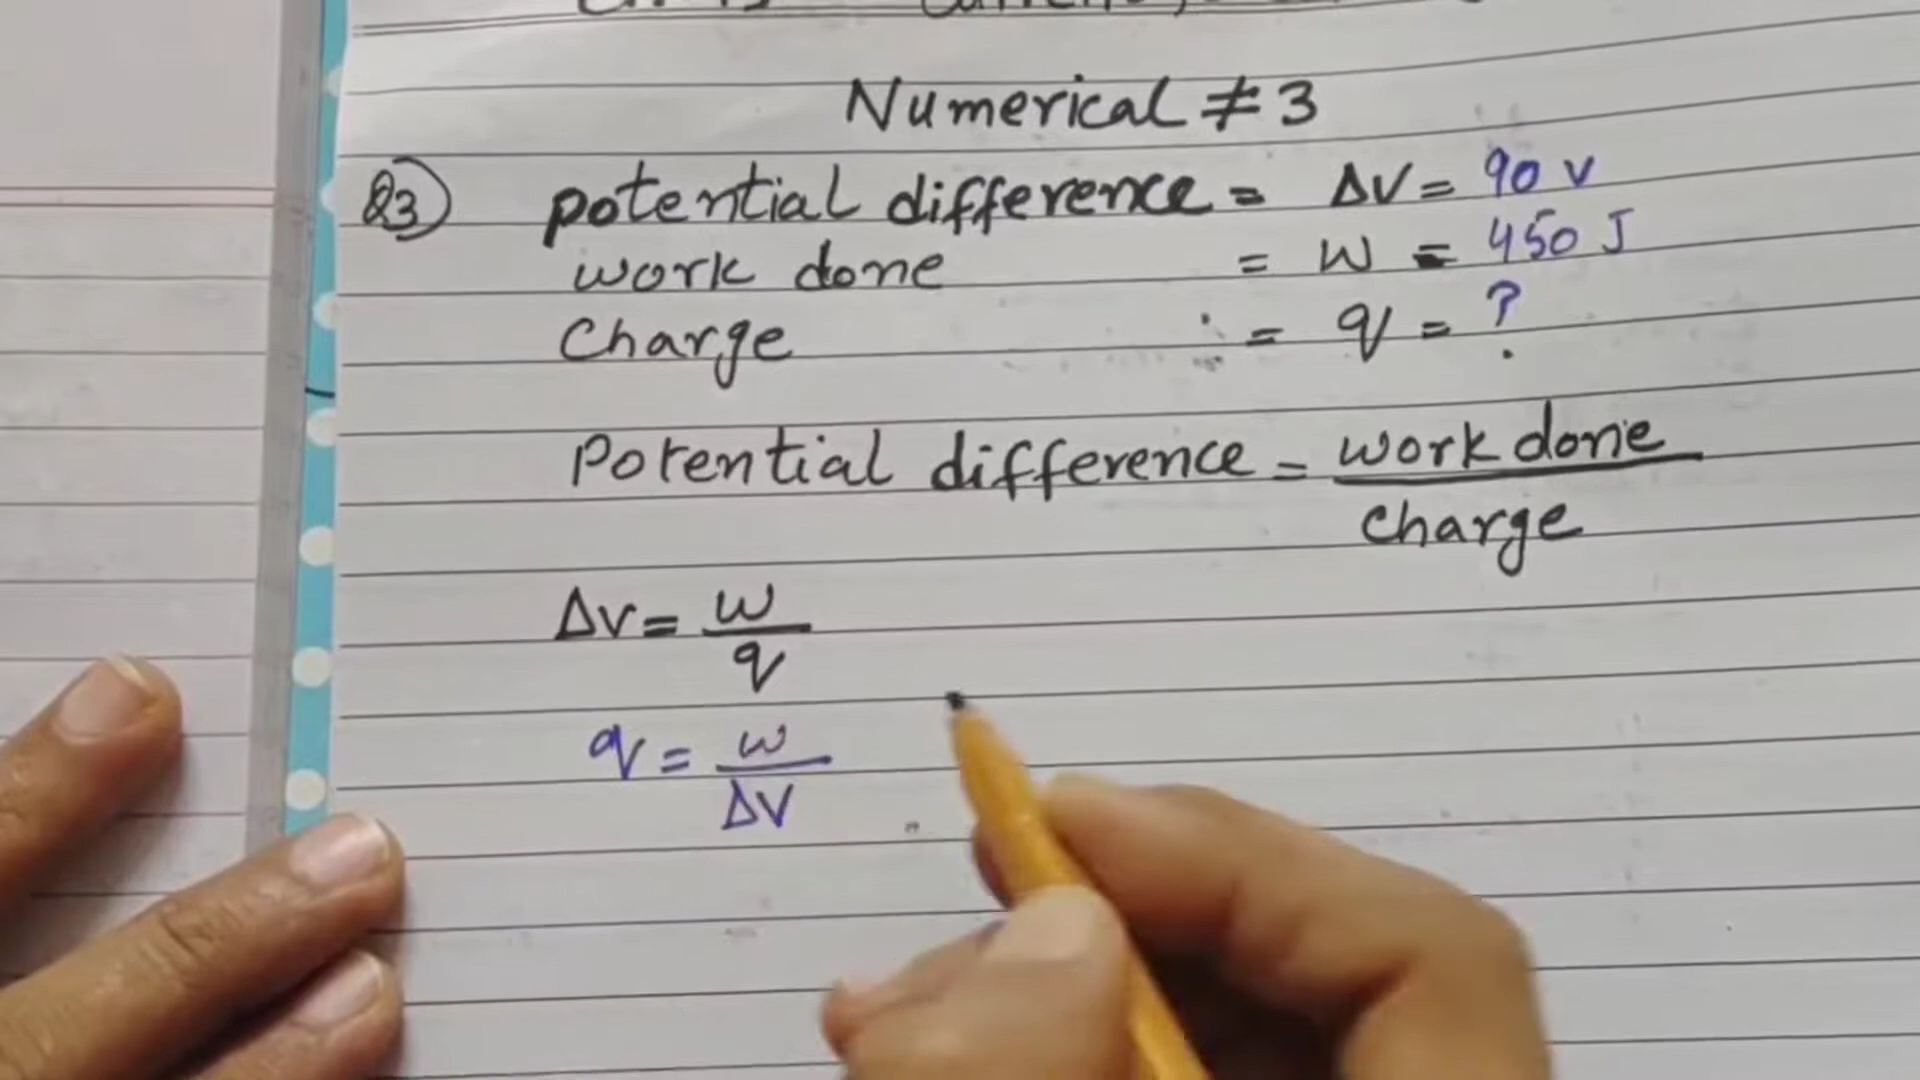 Numerical ≠ 3
Q3) potential difference = ΔV = 90 V
work done = W = 450 J
Charge = q = ?
Potential difference = work done
charge
ΔV = W
q
q = W
ΔV